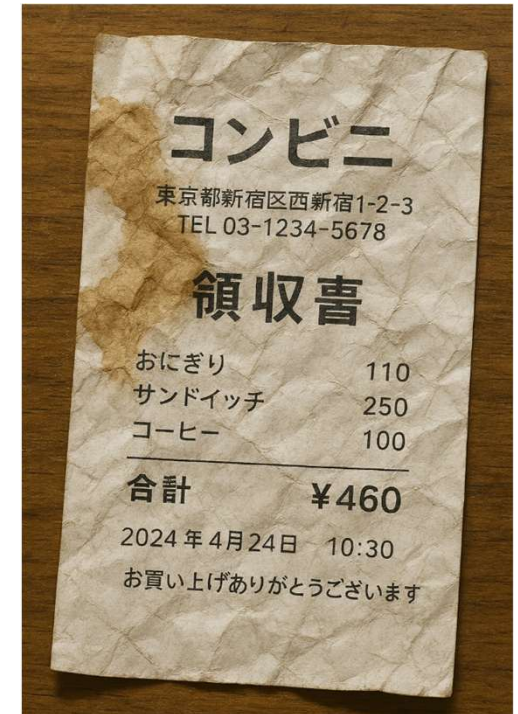 コンビニ
東京都新宿区西新宿1-2-3
TEL 03-1234-5678
領収書
おにぎり 110
サンドイッチ 250
コーヒー 100
合計 ¥460
2024年4月24日 10:30
お買い上げありがとうございます